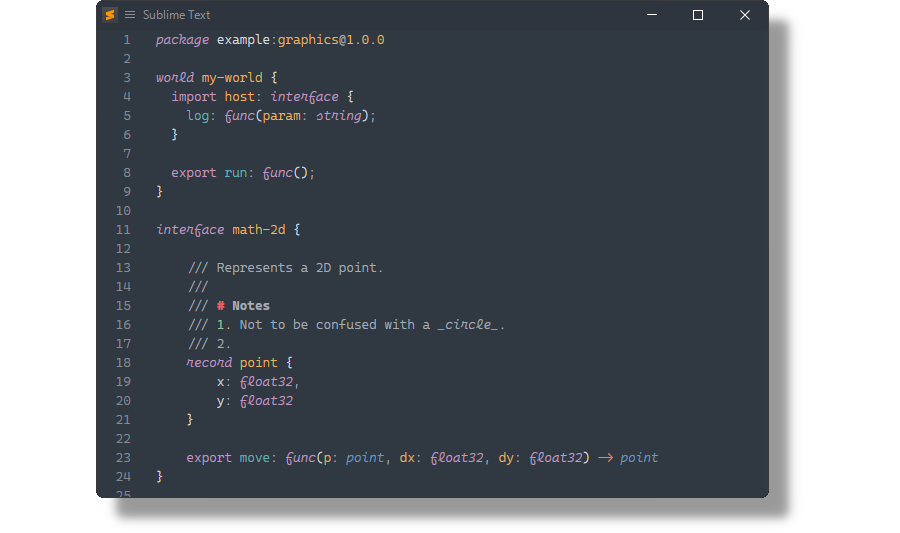 Sublime Text
1 package example:graphics@1.0.0
2
3 world my-world {
4   import host: interface {
5     log: func(param: string);
6   }
7
8   export run: func();
9 }
10
11 interface math-2d {
12
13     /// Represents a 2D point.
14     ///
15     /// # Notes
16     /// 1. Not to be confused with a _circle_.
17     /// 2.
18     record point {
19         x: float32,
20         y: float32
21     }
22
23     export move: func(p: point, dx: float32, dy: float32) -> point
24 }
25